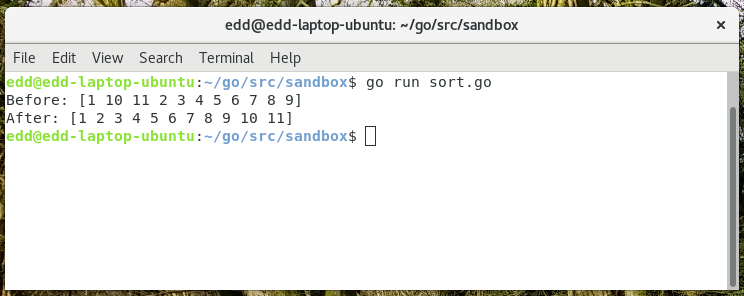 edd@edd-laptop-ubuntu: ~/go/src/sandbox ×
File Edit View Search Terminal Help
edd@edd-laptop-ubuntu:~/go/src/sandbox$ go run sort.go
Before: [1 10 11 2 3 4 5 6 7 8 9]
After: [1 2 3 4 5 6 7 8 9 10 11]
edd@edd-laptop-ubuntu:~/go/src/sandbox$